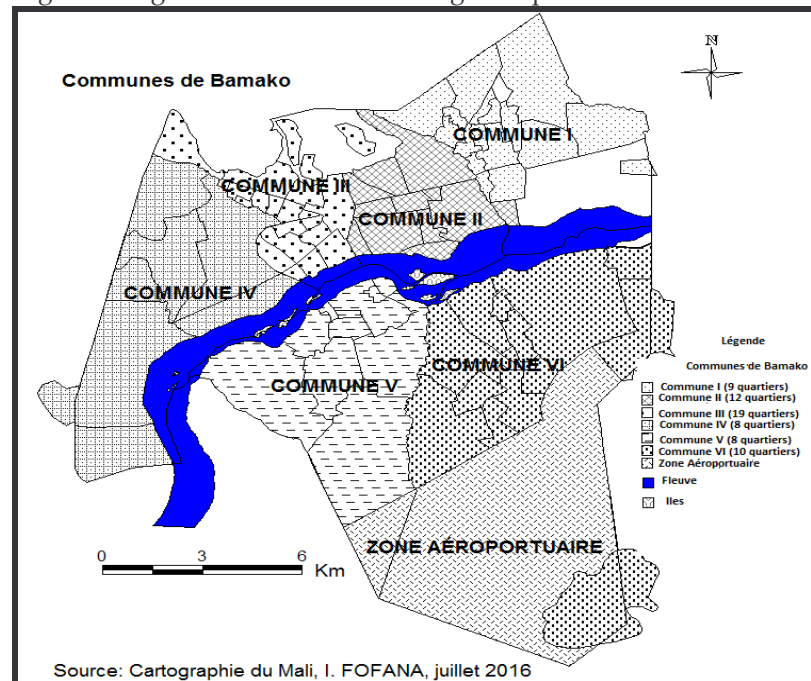 N
Communes de Bamako
COMMUNE I
COMMUNE III
COMMUNE II
COMMUNE IV
COMMUNE VI
COMMUNE V
Légende
Communes de Bamako
Commune I (9 quartiers)
Commune II (12 quartiers)
Commune III (19 quartiers)
Commune IV (8 quartiers)
Commune V (8 quartiers)
Commune VI (10 quartiers)
Zone Aéroportuaire
Fleuve
Iles
ZONE AÉROPORTUAIRE
0 3 6
Km
Source: Cartographie du Mali, I. FOFANA, juillet 2016